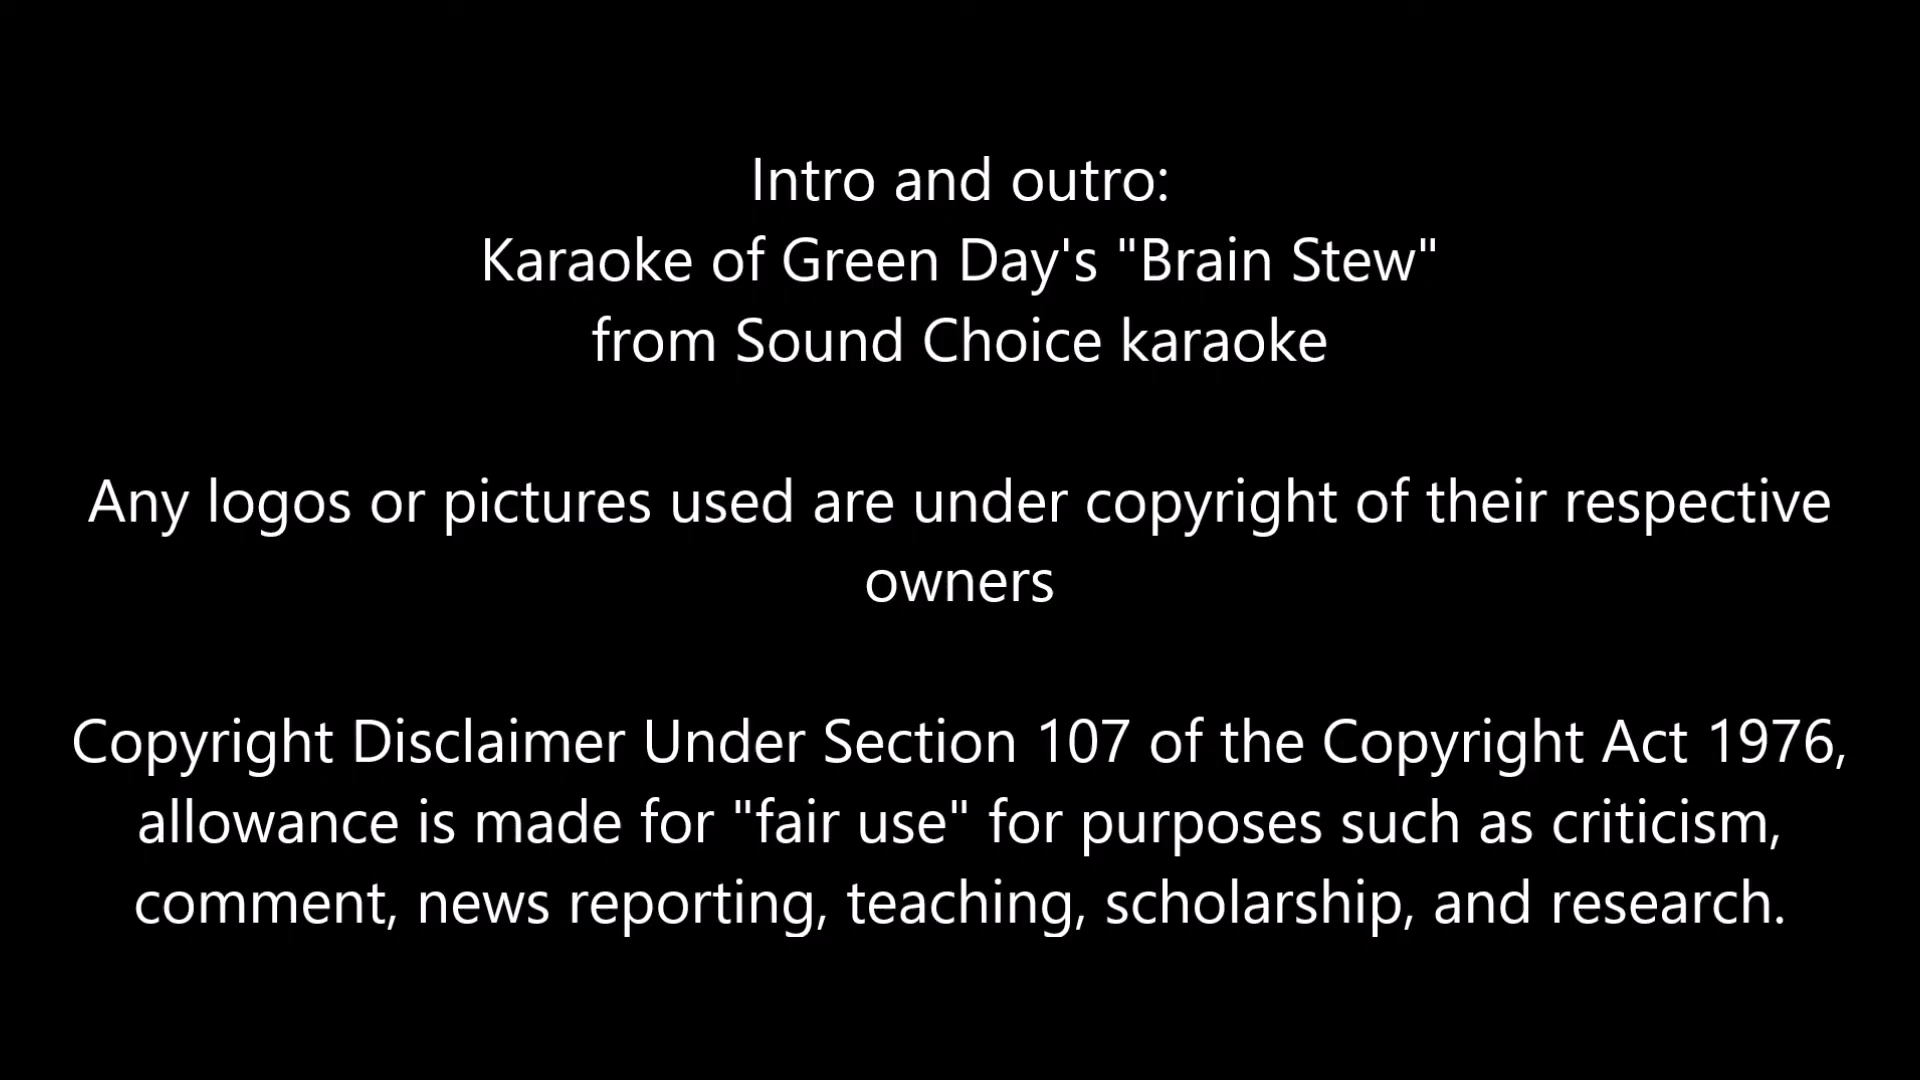 Intro and outro:
Karaoke of Green Day's "Brain Stew"
from Sound Choice karaoke
Any logos or pictures used are under copyright of their respective
owners
Copyright Disclaimer Under Section 107 of the Copyright Act 1976,
allowance is made for "fair use" for purposes such as criticism,
comment, news reporting, teaching, scholarship, and research.